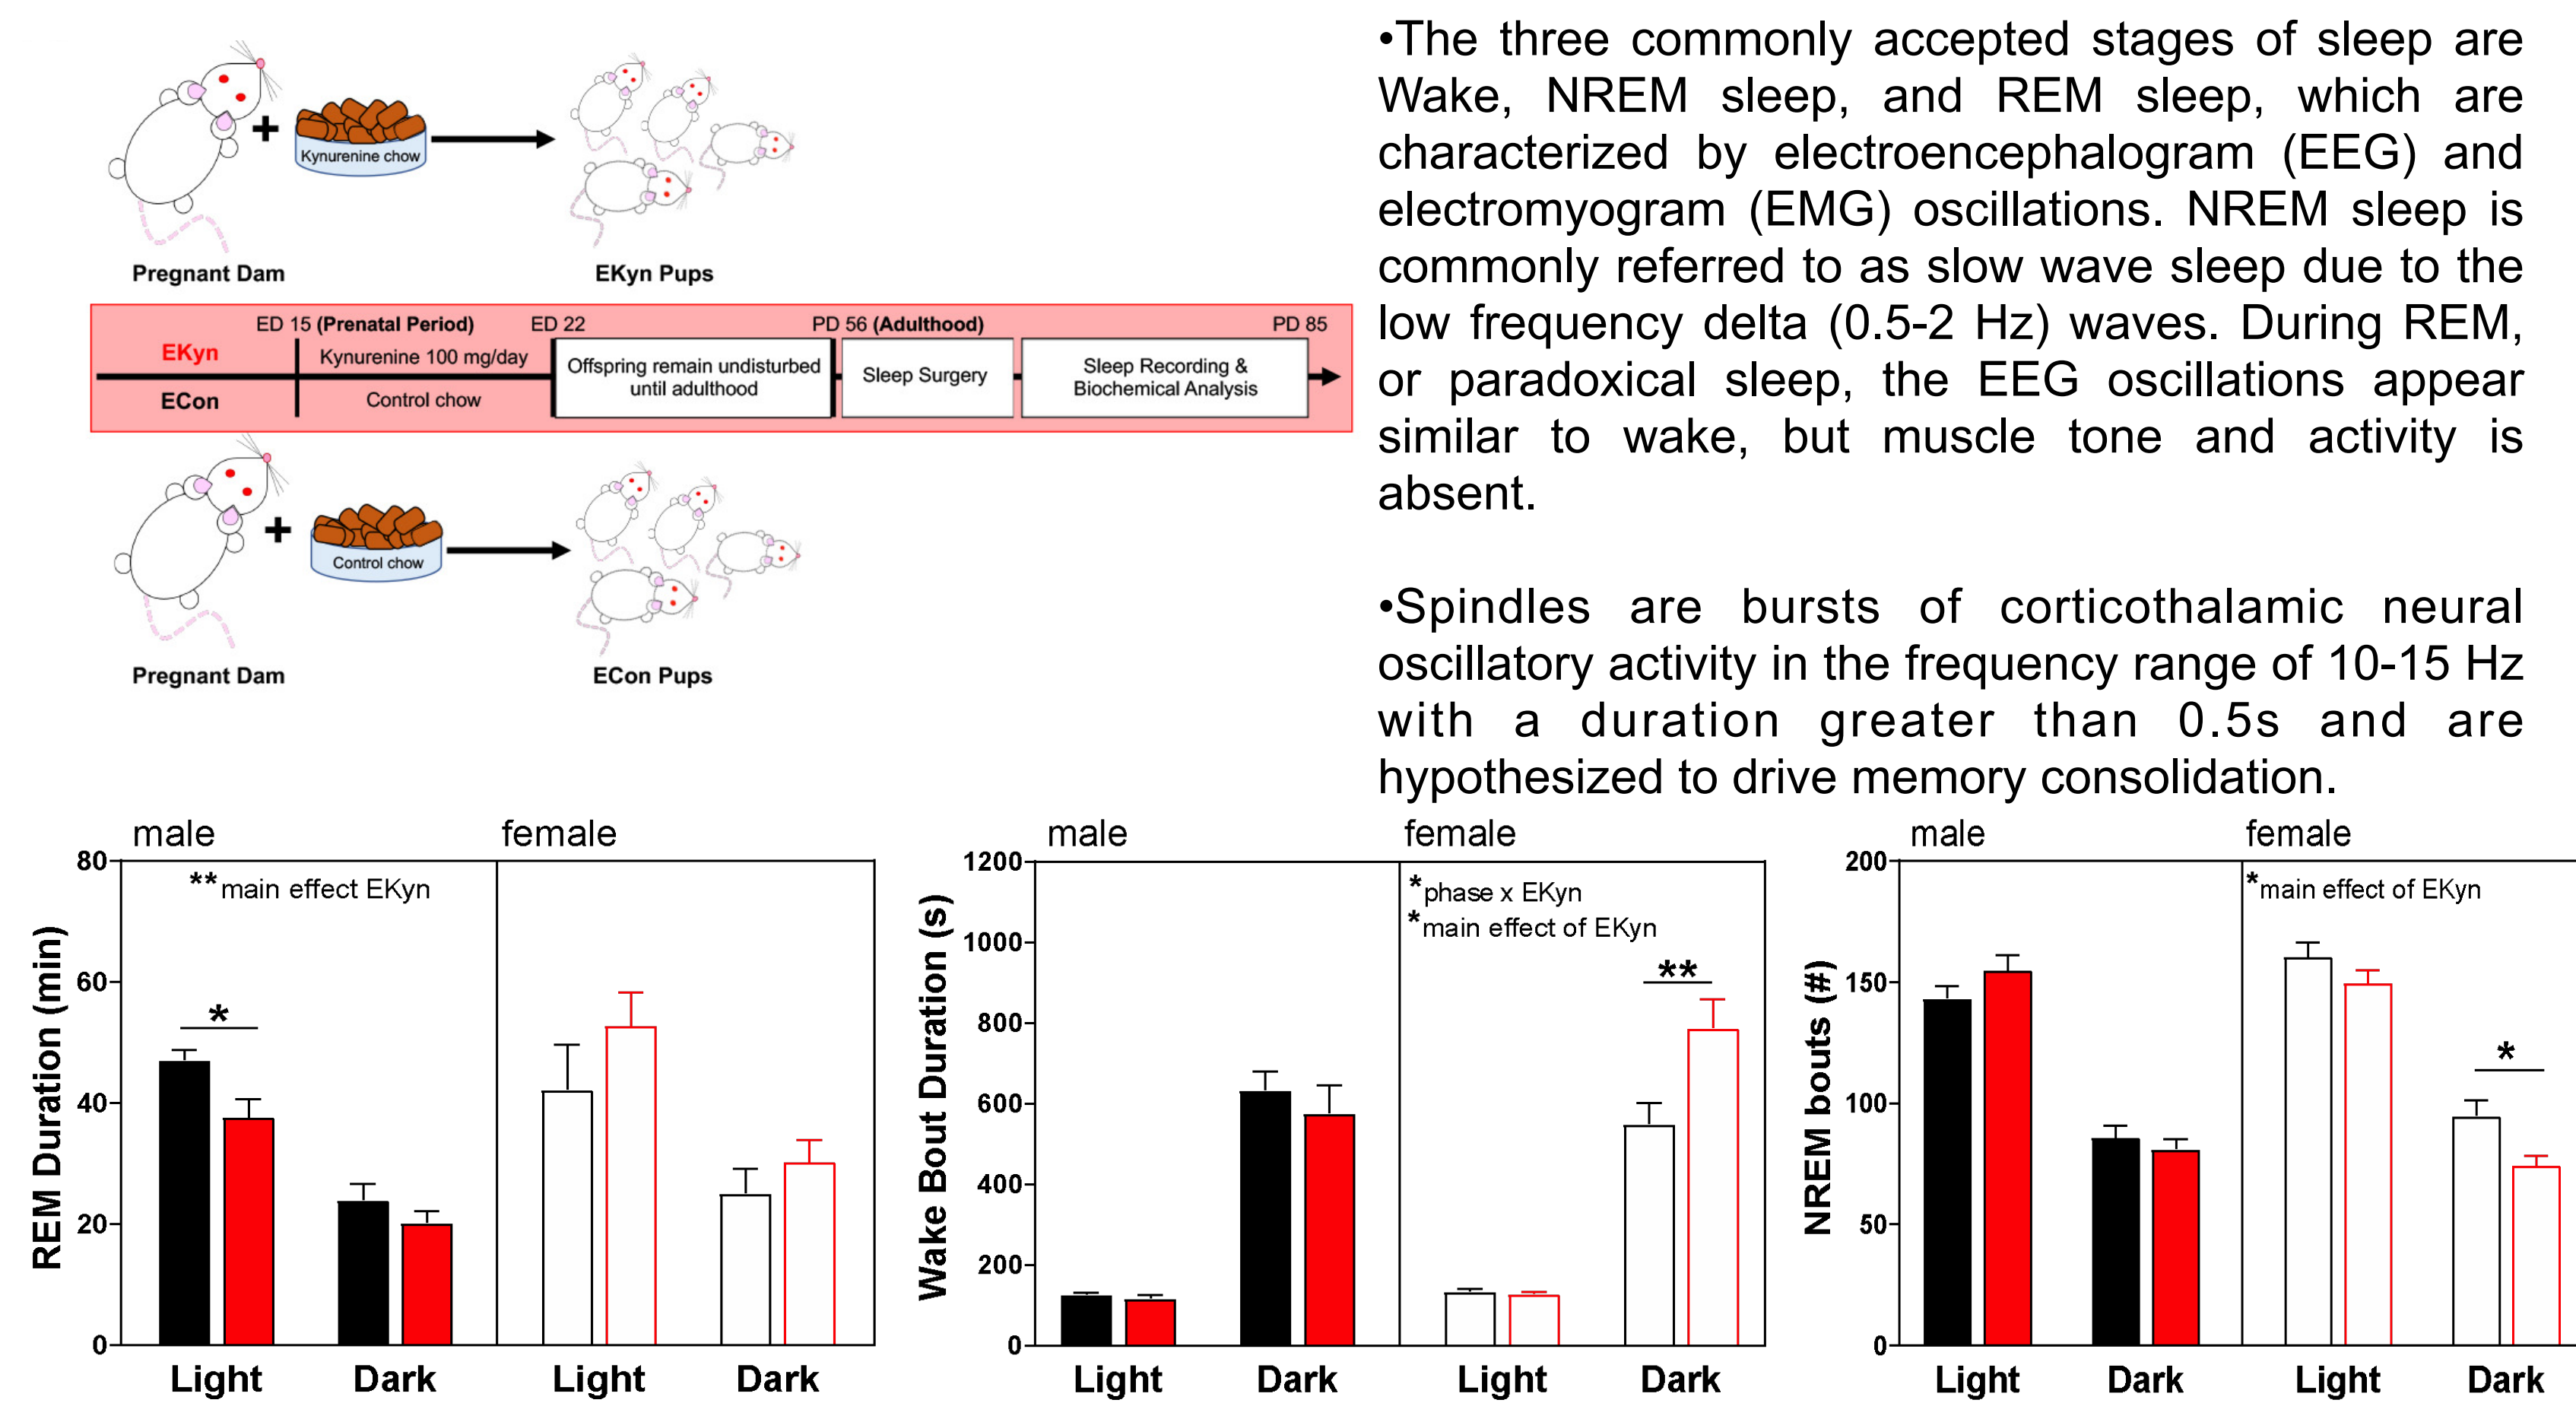 Kynurenine chow
Pregnant Dam
EKyn Pups
ED 15 (Prenatal Period)
ED 22
PD 56 (Adulthood)
PD 85
EKyn
Kynurenine 100 mg/day
ECon
Control chow
Offspring remain undisturbed
until adulthood
Sleep Surgery
Sleep Recording &
Biochemical Analysis
+
+
Control chow
Pregnant Dam
ECon Pups
•The three commonly accepted stages of sleep are
Wake, NREM sleep, and REM sleep, which are
characterized by electroencephalogram (EEG) and
electromyogram (EMG) oscillations. NREM sleep is
commonly referred to as slow wave sleep due to the
low frequency delta (0.5-2 Hz) waves. During REM,
or paradoxical sleep, the EEG oscillations appear
similar to wake, but muscle tone and activity is
absent.
•Spindles are bursts of corticothalamic neural
oscillatory activity in the frequency range of 10-15 Hz
with a duration greater than 0.5s and are
hypothesized to drive memory consolidation.
male
female
REM Duration (min)
80
60
40
20
0
**main effect EKyn
*
Light
Dark
Light
Dark
male
female
Wake Bout Duration (s)
1200
1000
800
600
400
200
0
*phase x EKyn
*main effect of EKyn
**
Light
Dark
Light
Dark
male
female
NREM bouts (#)
200
150
100
50
0
*main effect of EKyn
*
Light
Dark
Light
Dark